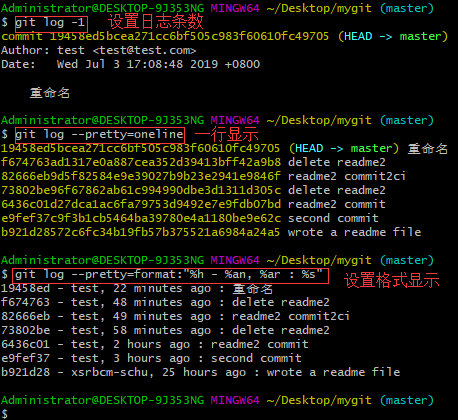 Administrator@DESKTOP-9J353NG MINGW64 ~/Desktop/mygit (master)
$ git log -1 设置日志条数
commit 19458ed5bcea271cc6bf505c983f60610fc49705 (HEAD -> master)
Author: test <test@test.com>
Date:   Wed Jul 3 17:08:48 2019 +0800
重命名
Administrator@DESKTOP-9J353NG MINGW64 ~/Desktop/mygit (master)
$ git log --pretty=oneline 一行显示
19458ed5bcea271cc6bf505c983f60610fc49705 (HEAD -> master) 重命名
f674763ad1317e0a887cea352d39413bff42a9b8 delete readme2
82666eb9d5f82584e9e39027b9b23e2941e9846f readme2 commit2ci
73802be96f67862ab61c994990dbe3d1311d305c delete readme2
6436c01d27dca1ac6fa79753d9492e7e9fdb07bd readme2 commit
e9fef37c9f3b1cb5464ba39780e4a1180be9e62c second commit
b921d28572c6fc34b19fb57b375521a6984a24a5 wrote a readme file
Administrator@DESKTOP-9J353NG MINGW64 ~/Desktop/mygit (master)
$ git log --pretty=format:"%h - %an, %ar : %s" 设置格式显示
19458ed - test, 22 minutes ago : 重命名
f674763 - test, 48 minutes ago : delete readme2
82666eb - test, 49 minutes ago : readme2 commit2ci
73802be - test, 58 minutes ago : delete readme2
6436c01 - test, 2 hours ago : readme2 commit
e9fef37 - test, 3 hours ago : second commit
b921d28 - xsrbcm-schu, 25 hours ago : wrote a readme file
Administrator@DESKTOP-9J353NG MINGW64 ~/Desktop/mygit (master)
$